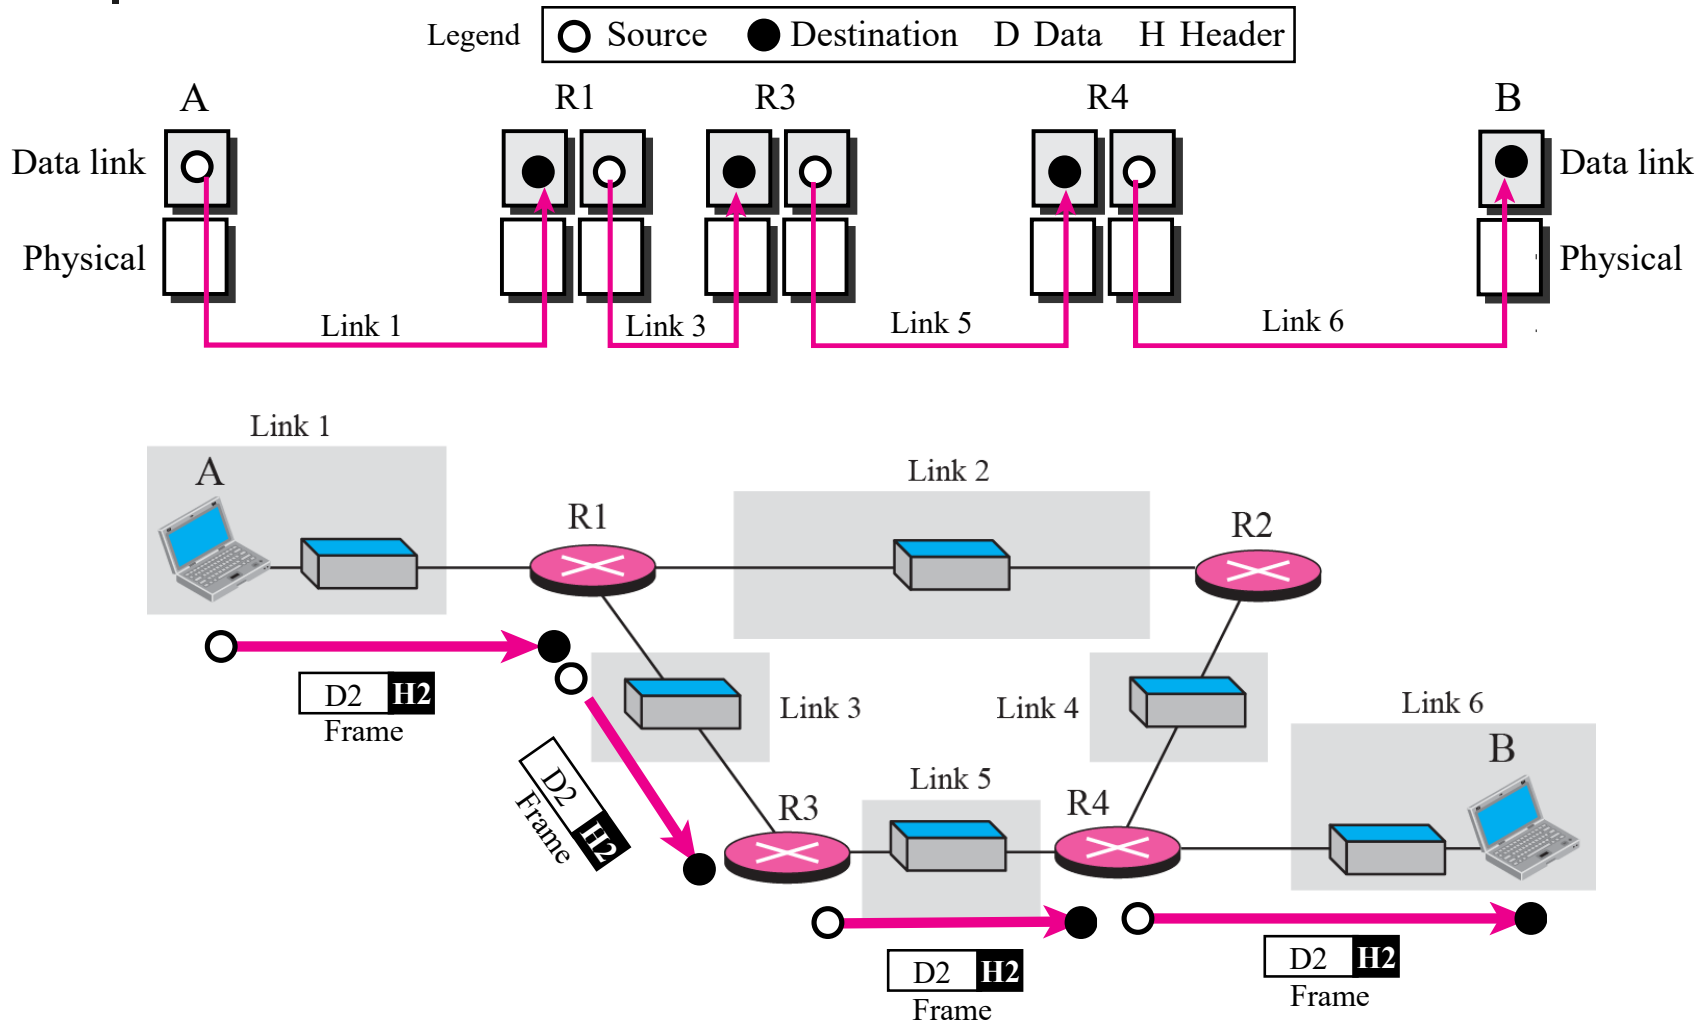 Legend Source Destination D Data H Header
A R1 R3 R4 B
Data link Data link
Physical Physical
Link 1 Link 3 Link 5 Link 6
Link 1
A
Link 2
R1 R2
D2 H2
Frame
Link 3 Link 4
Link 6
B
D2 H2
Frame
Link 5
R3 R4
D2 H2
Frame
D2 H2
Frame